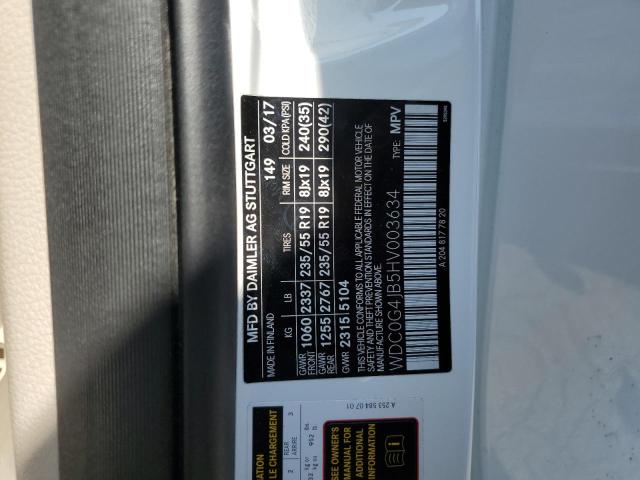 MFD BY DAIMLER AG STUTTGART
MADE IN FINLAND 149 03/17
KG LB TIRES RIM SIZE COLD KPA(PSI)
GAWR FRONT 1060 2337 235/55 R19 8Jx19 240(35)
GAWR REAR 1255 2767 235/55 R19 8Jx19 290(42)
GVWR 2315 5104
THIS VEHICLE CONFORMS TO ALL APPLICABLE FEDERAL MOTOR VEHICLE
SAFETY AND THEFT PREVENTION STANDARDS IN EFFECT ON THE DATE OF
MANUFACTURE SHOWN ABOVE.
WDC0G4JB5HV003634 TYPE: MPV
A 204 817 78 20
A 253 584 07 01
REAR
ARRIERE
2
3
SEE OWNER'S
MANUAL FOR
ADDITIONAL
INFORMATION